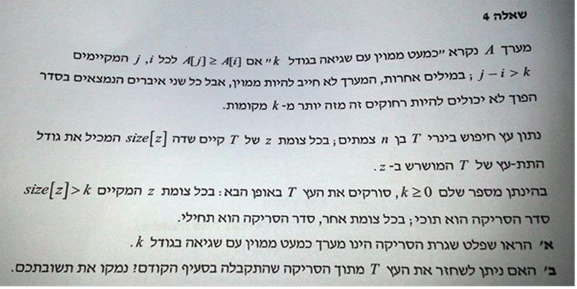 שאלה 4
מערך A נקרא "כמעט ממוין עם שגיאה בגודל k" אם A[j] ≥ A[i] לכל i, j המקיימים
j − i > k ; במילים אחרות, המערך לא חייב להיות ממוין, אבל כל שני איברים הנמצאים בסדר
הפוך לא יכולים להיות רחוקים זה מזה יותר מ- k מקומות.
נתון עץ חיפוש בינרי T בן n צמתים; בכל צומת z של T קיים שדה size[z] המכיל את גודל
התת-עץ של T המושרש ב- z.
בהינתן מספר שלם k ≥ 0, סורקים את העץ T באופן הבא: בכל צומת z המקיים size[z] > k
סדר הסריקה הוא תוכי; בכל צומת אחר, סדר הסריקה הוא תחילי.
א' הראו שפלט שגרת הסריקה הינו מערך כמעט ממוין עם שגיאה בגודל k.
ב' האם ניתן לשחזר את העץ T מתוך הסריקה שהתקבלה בסעיף הקודם? נמקו את תשובתכם.